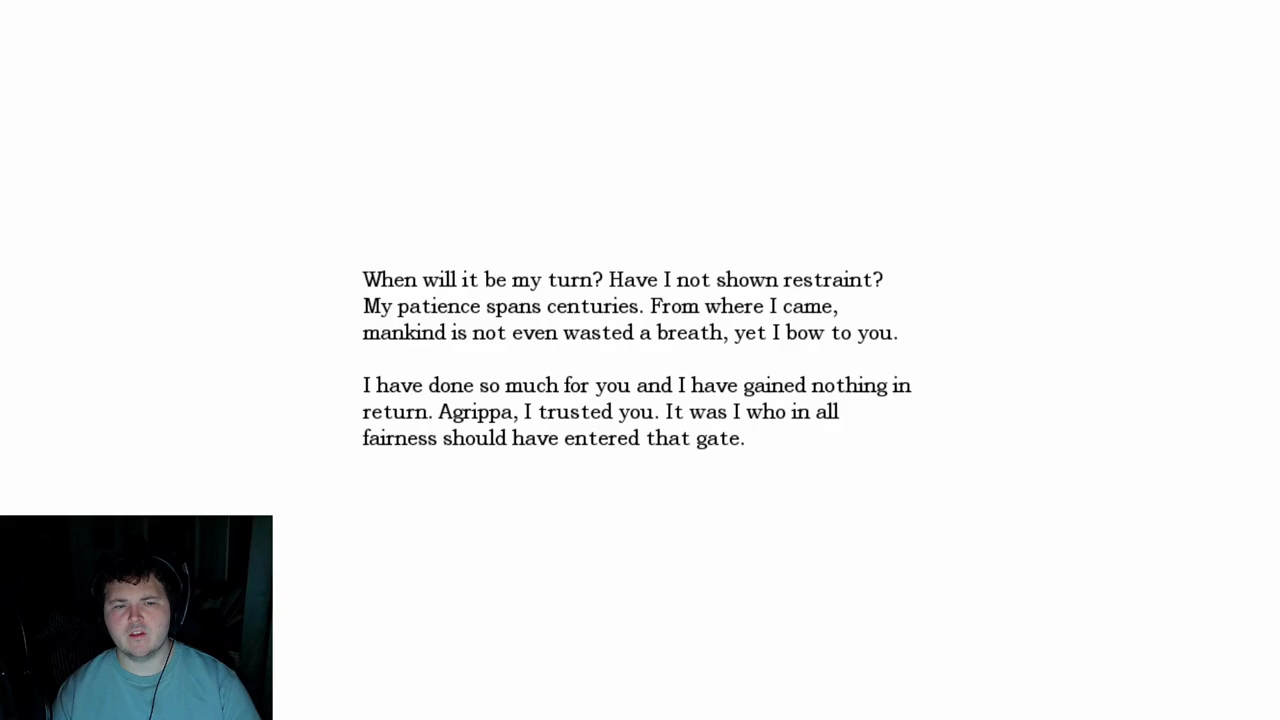 When will it be my turn? Have I not shown restraint?
My patience spans centuries. From where I came,
mankind is not even wasted a breath, yet I bow to you.
I have done so much for you and I have gained nothing in
return. Agrippa, I trusted you. It was I who in all
fairness should have entered that gate.